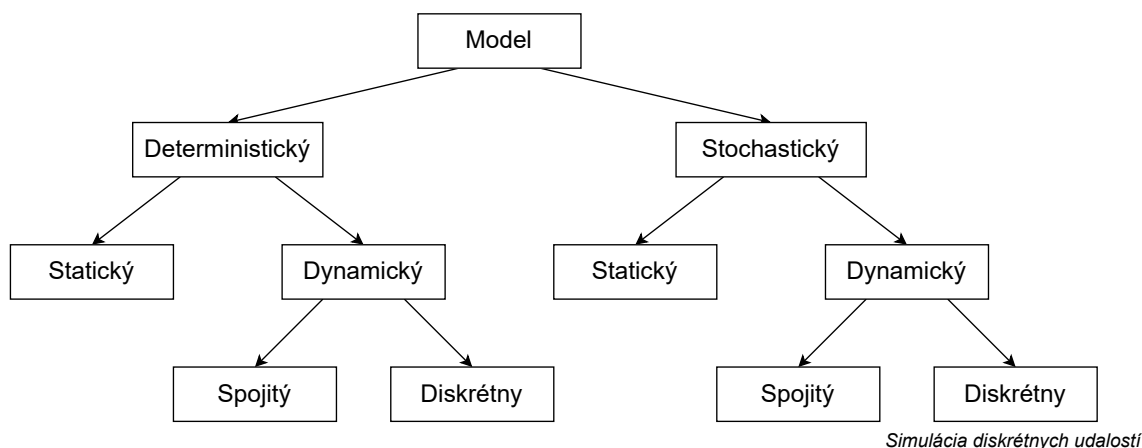 Model
Deterministický
Stochastický
Statický
Dynamický
Statický
Dynamický
Spojitý
Diskrétny
Spojitý
Diskrétny
Simulácia diskrétnych udalostí